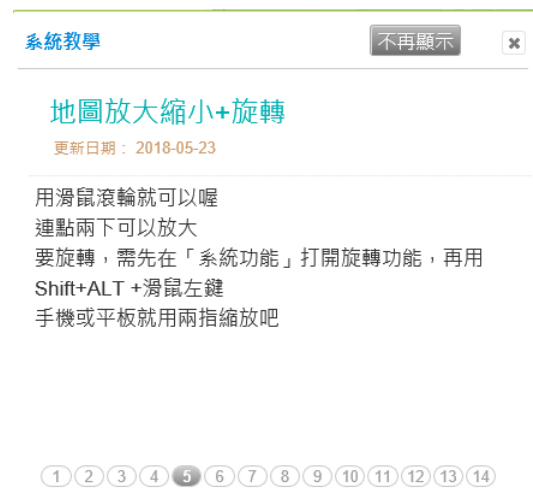 系統教學
不再顯示
地圖放大縮小+旋轉
更新日期： 2018-05-23
用滑鼠滾輪就可以喔
連點兩下可以放大
要旋轉，需先在「系統功能」打開旋轉功能，再用
Shift+ALT +滑鼠左鍵
手機或平板就用兩指縮放吧
1 2 3 4 5 6 7 8 9 10 11 12 13 14